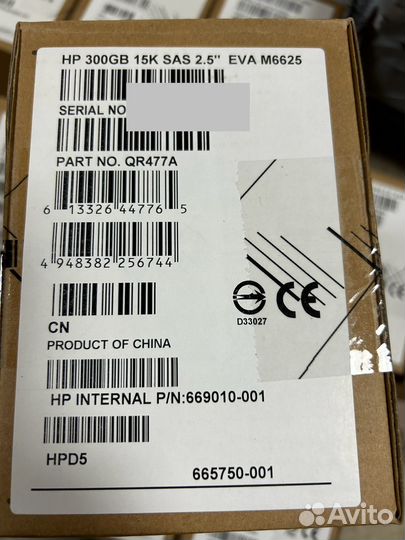 HP 300GB 15K SAS 2.5" EVA M6625
SERIAL NO
PART NO. QR477A
6 13326 44776 5
4 948382 256744
D33027
CE
CN
PRODUCT OF CHINA
HP INTERNAL P/N:669010-001
HPD5
665750-001
Avito